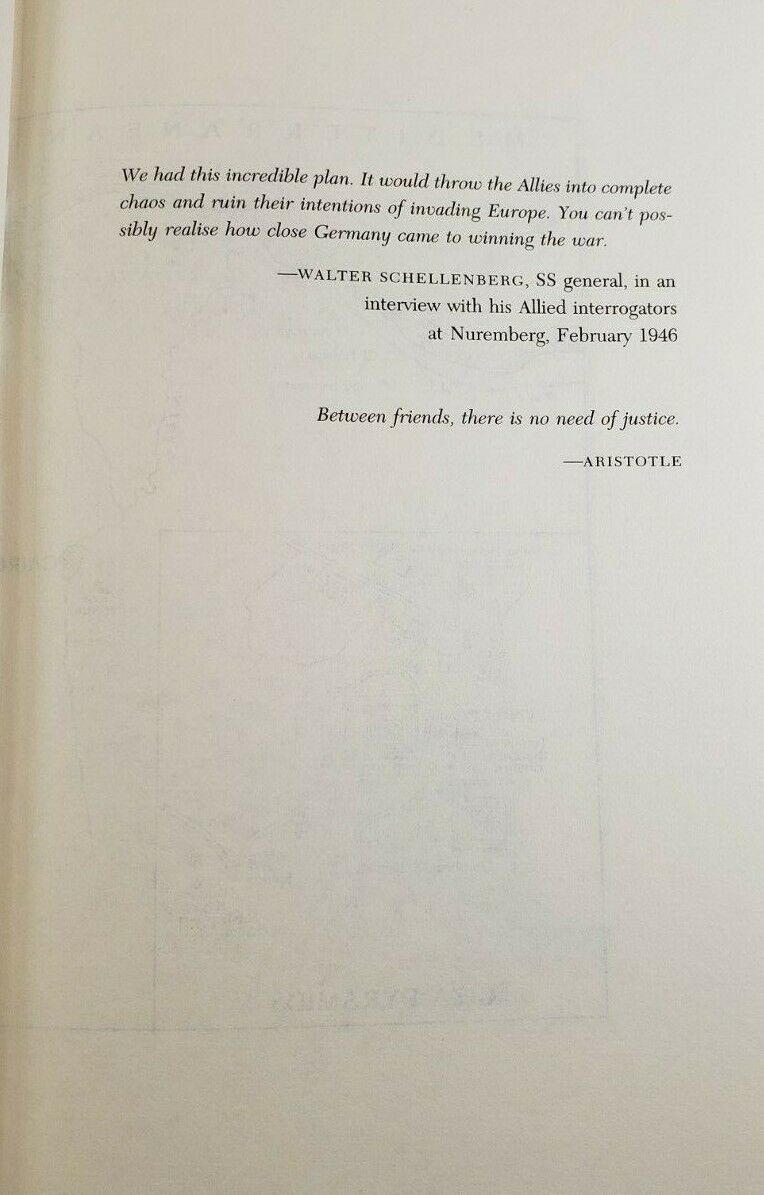 We had this incredible plan. It would throw the Allies into complete
chaos and ruin their intentions of invading Europe. You can't pos-
sibly realise how close Germany came to winning the war.
—WALTER SCHELLENBERG, SS general, in an
interview with his Allied interrogators
at Nuremberg, February 1946
Between friends, there is no need of justice.
—ARISTOTLE